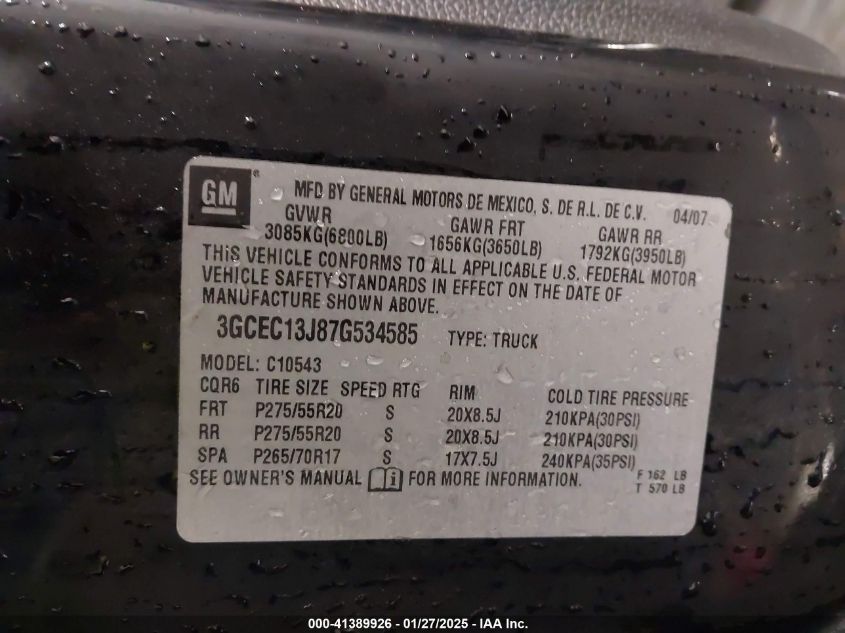 GM ® MFD BY GENERAL MOTORS DE MEXICO, S. DE R.L. DE C.V. 04/07
GVWR GAWR FRT GAWR RR
3085KG(6800LB) 1656KG(3650LB) 1792KG(3950LB)
THIS VEHICLE CONFORMS TO ALL APPLICABLE U.S. FEDERAL MOTOR
VEHICLE SAFETY STANDARDS IN EFFECT ON THE DATE OF
MANUFACTURE SHOWN ABOVE.
3GCEC13J87G534585 TYPE: TRUCK
MODEL: C10543
CQR6 TIRE SIZE SPEED RTG RIM COLD TIRE PRESSURE
FRT P275/55R20 S 20X8.5J 210KPA(30PSI)
RR P275/55R20 S 20X8.5J 210KPA(30PSI)
SPA P265/70R17 S 17X7.5J 240KPA(35PSI)
SEE OWNER'S MANUAL i FOR MORE INFORMATION. F 162 LB
T 570 LB
000-41389926 - 01/27/2025 - IAA Inc.